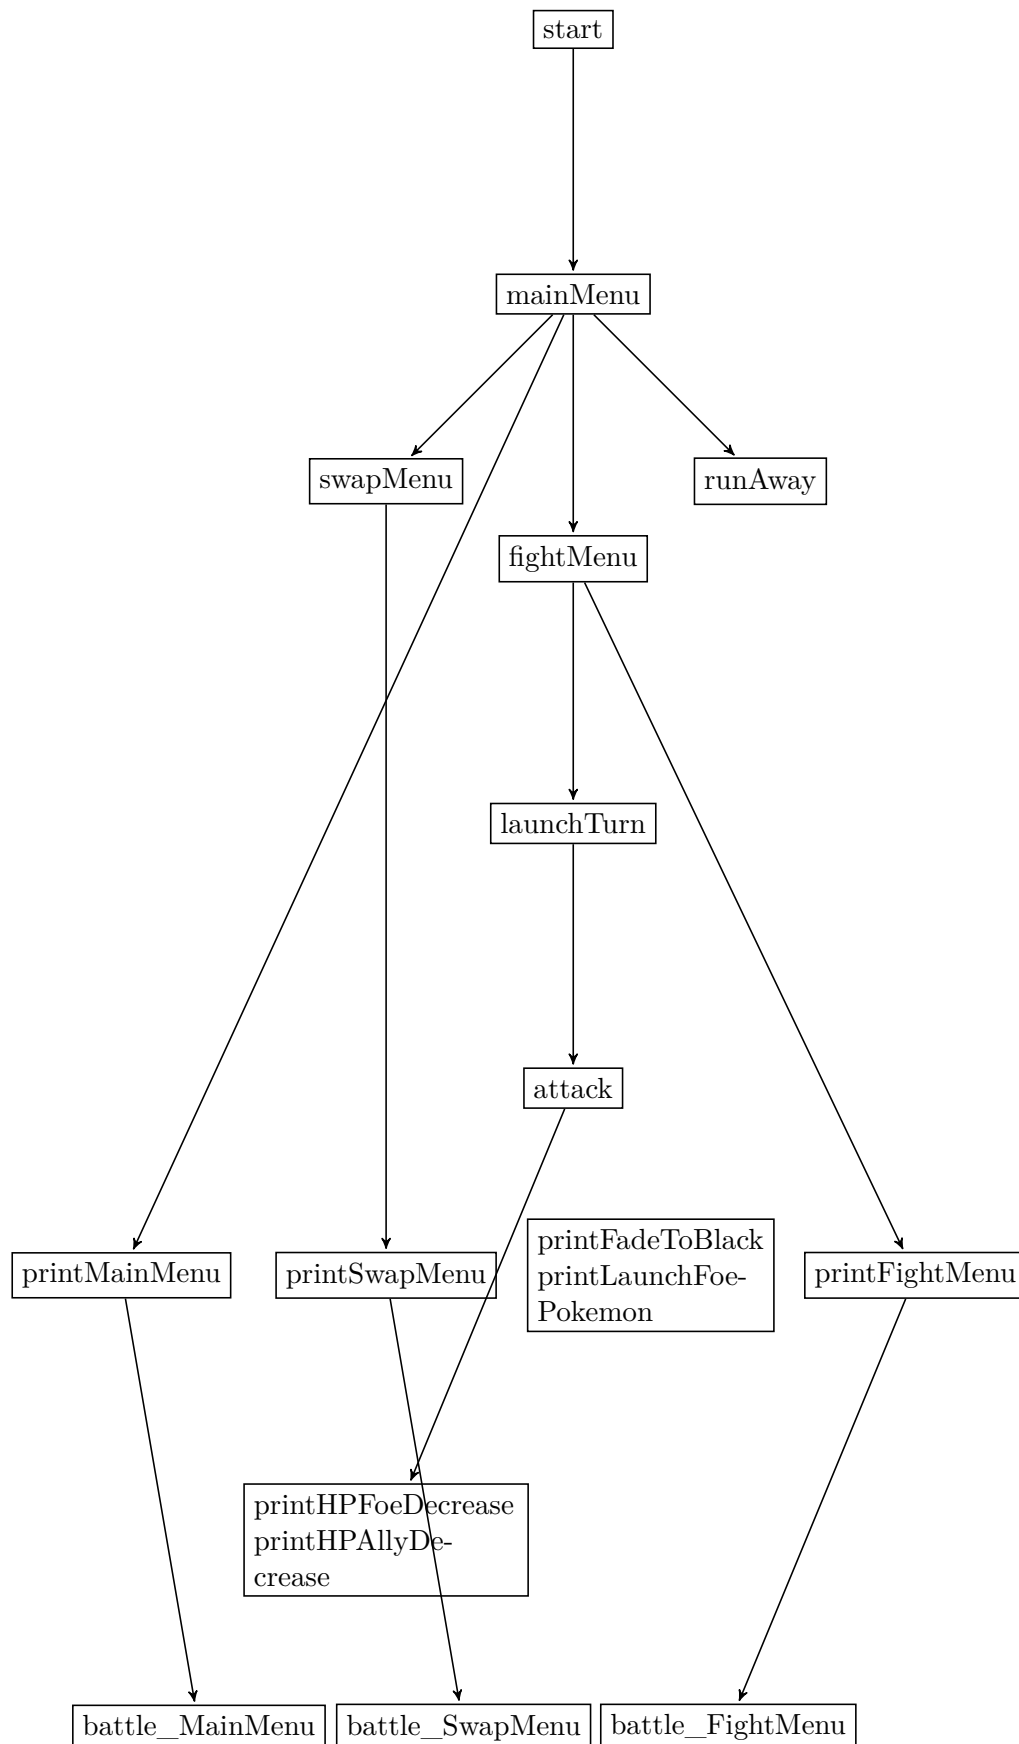 start
mainMenu
swapMenu
runAway
fightMenu
launchTurn
attack
printFadeToBlack
printLaunchFoe-
Pokemon
printMainMenu
printSwapMenu
printFightMenu
printHPFoeDecrease
printHPAllyDe-
crease
battle_MainMenu
battle_SwapMenu
battle_FightMenu